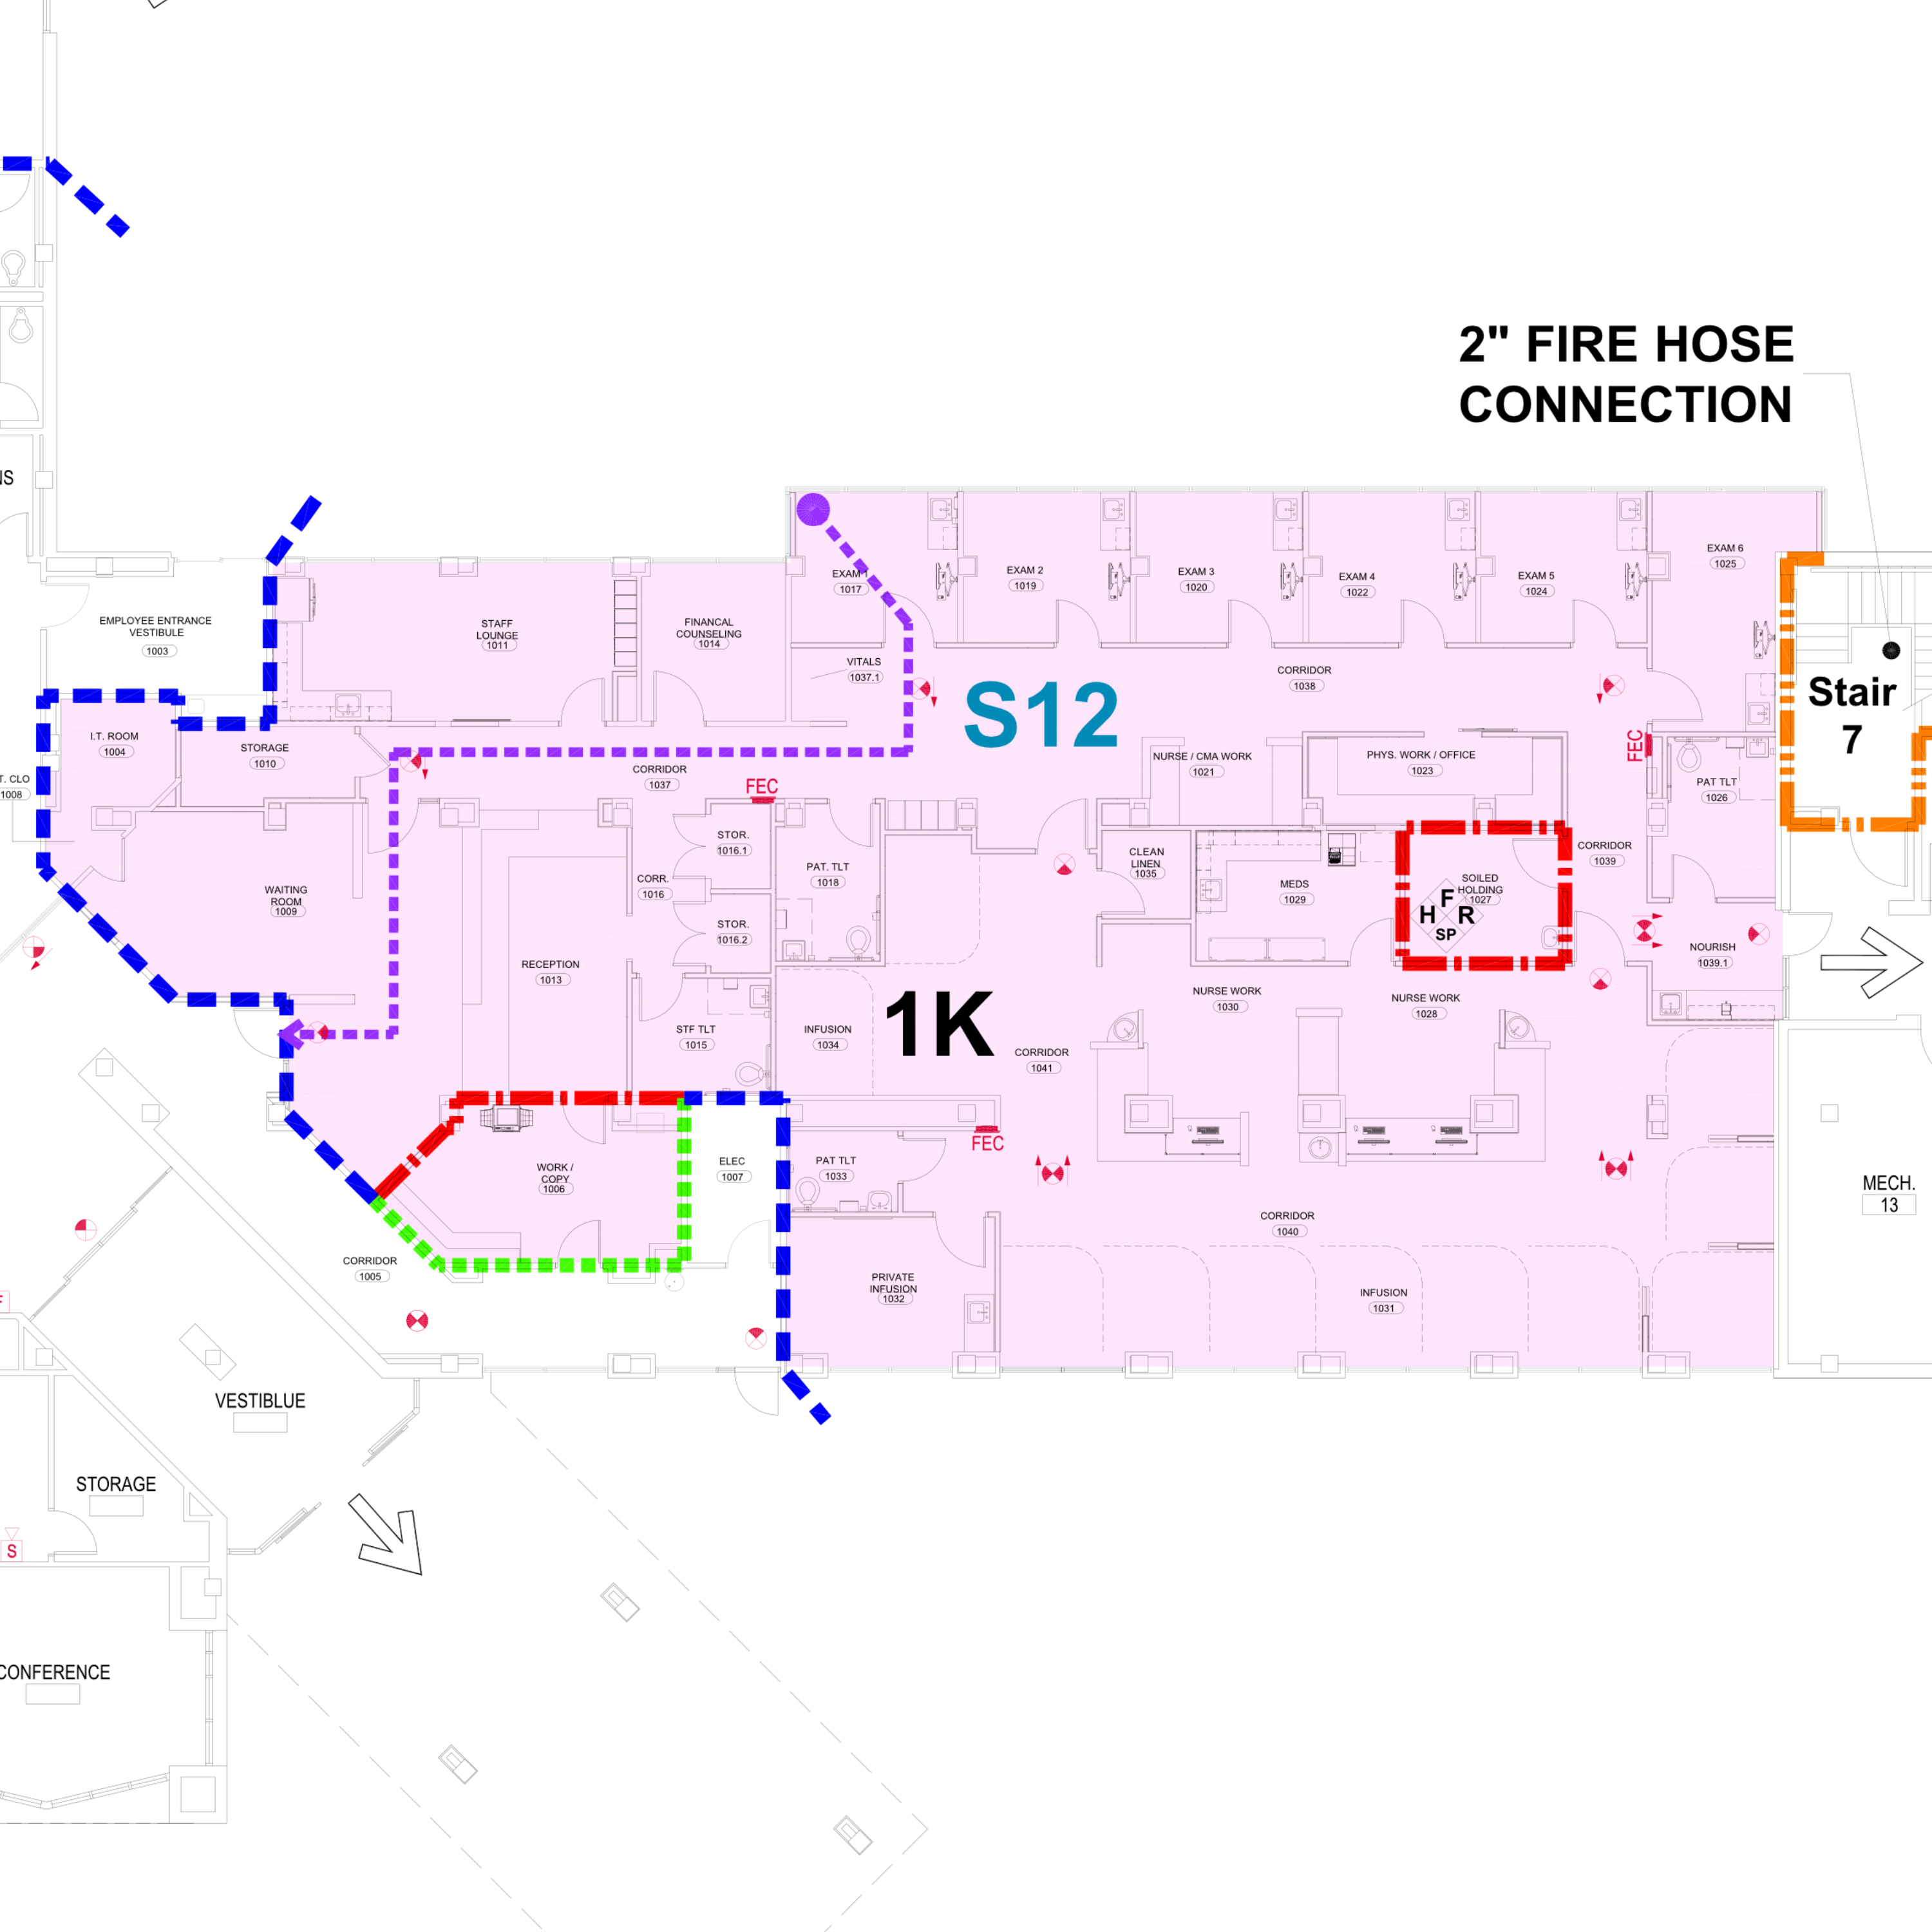 2" FIRE HOSE
CONNECTION
EXAM 6
1025
EXAM 1
1017
EXAM 2
1019
EXAM 3
1020
EXAM 4
1022
EXAM 5
1024
EMPLOYEE ENTRANCE
VESTIBULE
1003
STAFF
LOUNGE
1011
FINANCAL
COUNSELING
1014
VITALS
1037.1
CORRIDOR
1038
S12
Stair
7
I.T. ROOM
1004
STORAGE
1010
CORRIDOR
1037
FEC
NURSE / CMA WORK
1021
PHYS. WORK / OFFICE
1023
FEC
PAT TLT
1026
T. CLO
1008
STOR.
1016.1
PAT. TLT
1018
CLEAN
LINEN
1035
MEDS
1029
SOILED
HOLDING
1027
F
H R
SP
CORRIDOR
1039
WAITING
ROOM
1009
CORR.
1016
STOR.
1016.2
RECEPTION
1013
NOURISH
1039.1
NURSE WORK
1030
NURSE WORK
1028
STF TLT
1015
INFUSION
1034
1K
CORRIDOR
1041
FEC
WORK /
COPY
1006
ELEC
1007
PAT TLT
1033
MECH.
13
CORRIDOR
1040
CORRIDOR
1005
PRIVATE
INFUSION
1032
INFUSION
1031
VESTIBLUE
STORAGE
S
CONFERENCE